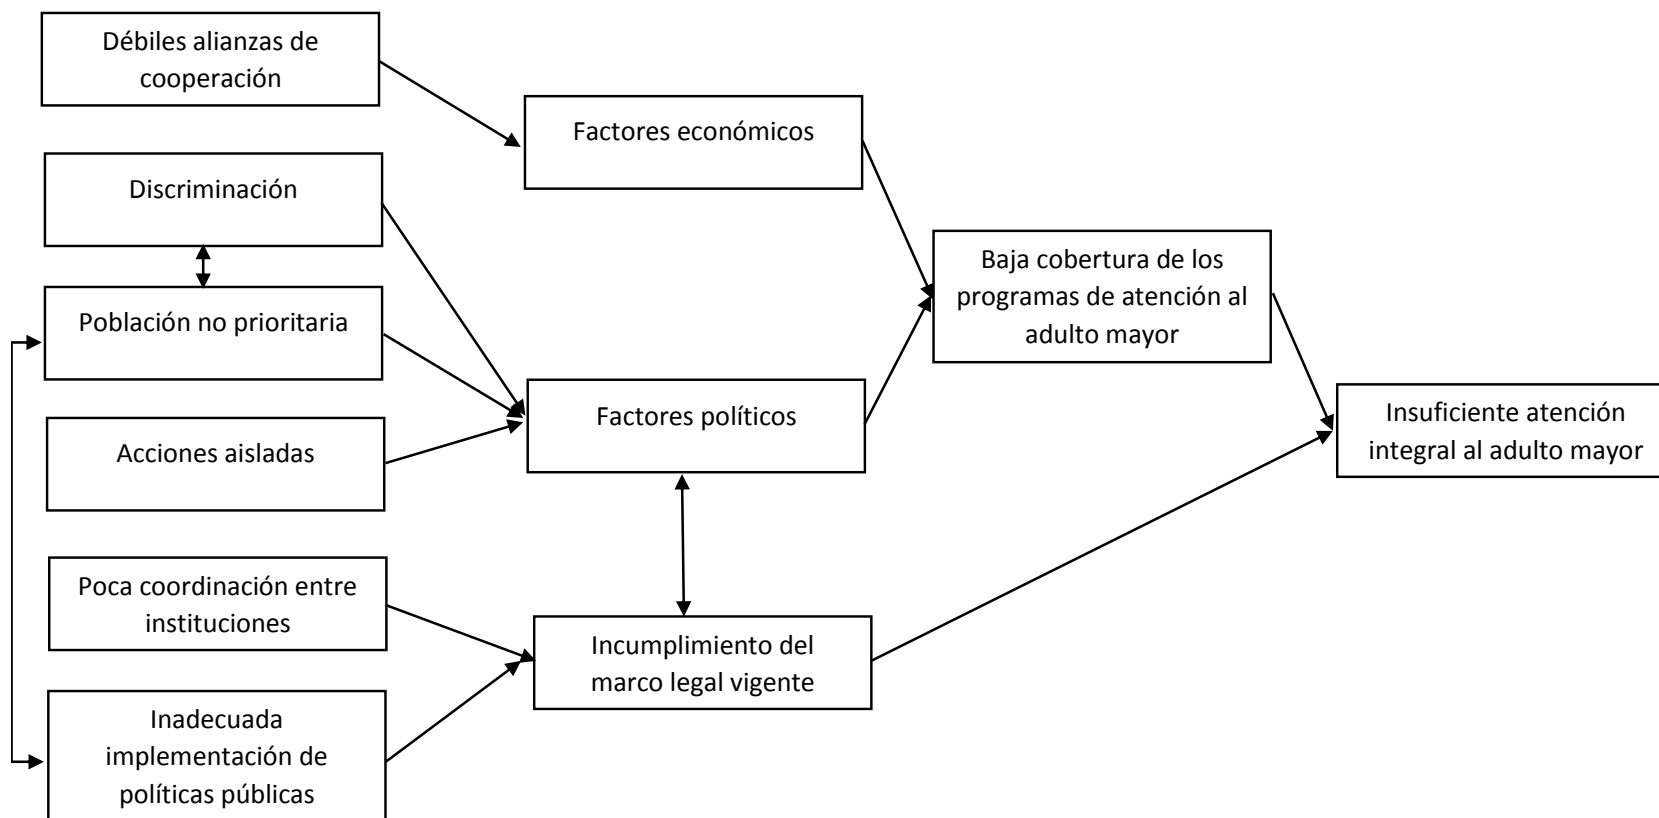 Débiles alianzas de
cooperación
Factores económicos
Discriminación
Baja cobertura de los
programas de atención al
adulto mayor
Población no prioritaria
Factores políticos
Insuficiente atención
integral al adulto mayor
Acciones aisladas
Poca coordinación entre
instituciones
Incumplimiento del
marco legal vigente
Inadecuada
implementación de
políticas públicas